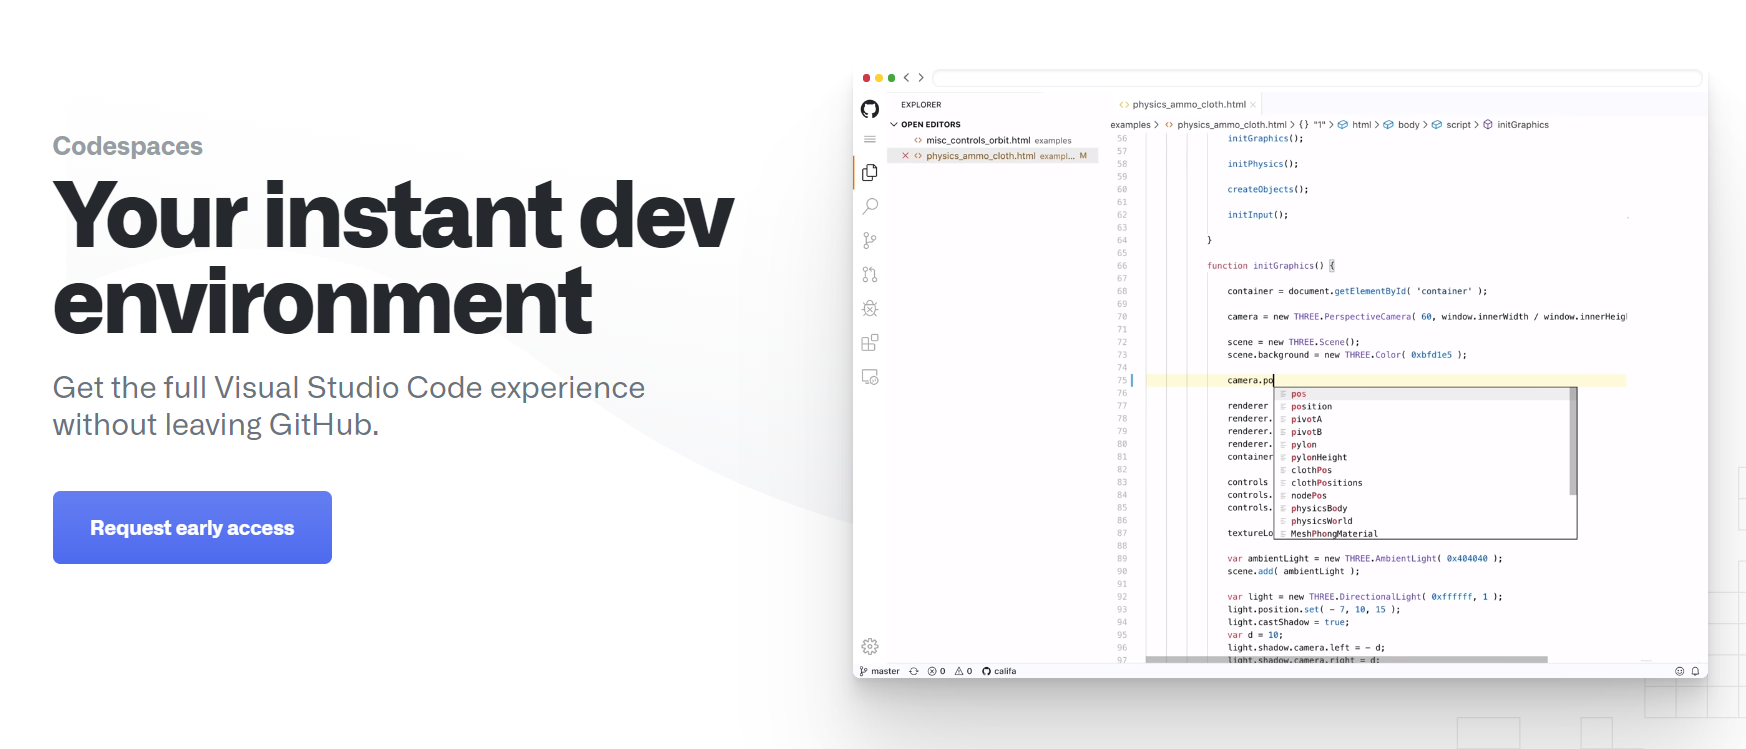 Codespaces
Your instant dev
environment
Get the full Visual Studio Code experience
without leaving GitHub.
Request early access
EXPLORER
OPEN EDITORS
misc_controls_orbit.html examples
physics_ammo_cloth.html exampl... M
physics_ammo_cloth.html
examples > physics_ammo_cloth.html > {} "1" > html > body > script > initGraphics
56 initGraphics();
57
58 initPhysics();
59
60 createObjects();
61
62 initInput();
63
64 }
65
66 function initGraphics() {
67
68 container = document.getElementById( 'container' );
69
70 camera = new THREE.PerspectiveCamera( 60, window.innerWidth / window.innerHeigh
71
72 scene = new THREE.Scene();
73 scene.background = new THREE.Color( 0xbfd1e5 );
74
75 camera.po
76 pos
77 renderer position
78 renderer. pivotA
79 renderer. pivotB
80 renderer. pylon
81 container pylonHeight
82 clothPos
83 controls clothPositions
84 controls. nodePos
85 controls. physicsBody
86 physicsWorld
87 textureLo MeshPhongMaterial
88
89 var ambientLight = new THREE.AmbientLight( 0x404040 );
90 scene.add( ambientLight );
91
92 var light = new THREE.DirectionalLight( 0xffffff, 1 );
93 light.position.set( - 7, 10, 15 );
94 light.castShadow = true;
95 var d = 10;
96 light.shadow.camera.left = - d;
97 light.shadow.camera.right = d;
master 0 0 califa